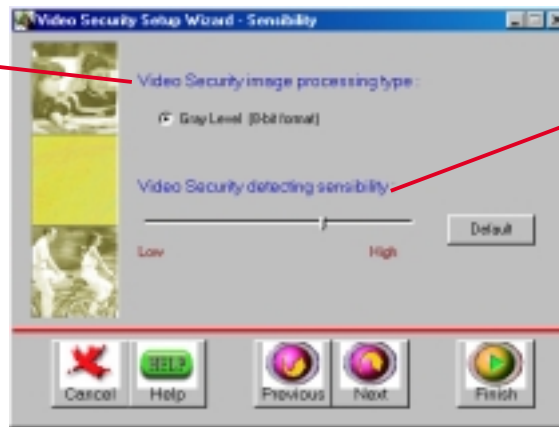 Video Security Setup Wizard - Sensibility
Video Security image processing type :
Gray Level (8-bit format)
Video Security detecting sensibility :
Default
Low High
HELP
Cancel Help Previous Next Finish